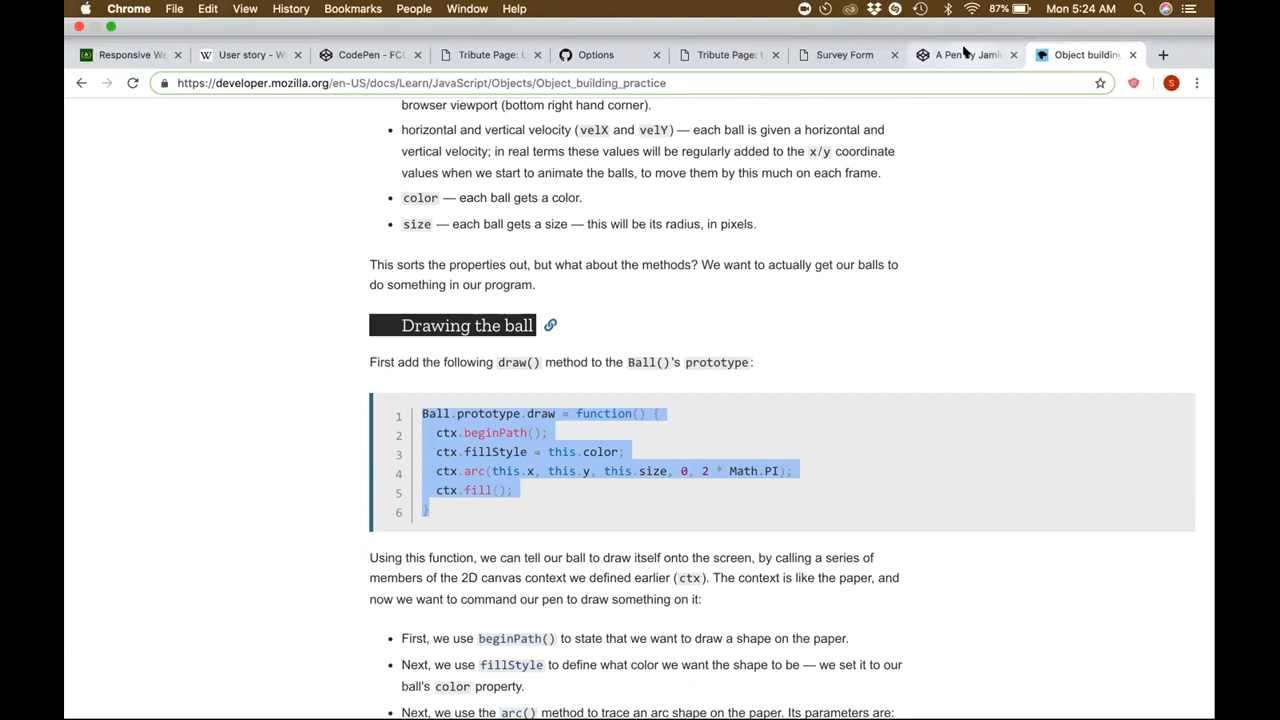 Chrome File Edit View History Bookmarks People Window Help 87% Mon 5:24 AM
Responsive We User story - W CodePen - FCC Tribute Page: U Options Tribute Page: U Survey Form A Pen by Jami Object building
https://developer.mozilla.org/en-US/docs/Learn/JavaScript/Objects/Object_building_practice S
browser viewport (bottom right hand corner).
• horizontal and vertical velocity (velX and velY) — each ball is given a horizontal and
vertical velocity; in real terms these values will be regularly added to the x/y coordinate
values when we start to animate the balls, to move them by this much on each frame.
• color — each ball gets a color.
• size — each ball gets a size — this will be its radius, in pixels.
This sorts the properties out, but what about the methods? We want to actually get our balls to
do something in our program.
Drawing the ball
First add the following draw() method to the Ball()'s prototype:
1 Ball.prototype.draw = function() {
2 ctx.beginPath();
3 ctx.fillStyle = this.color;
4 ctx.arc(this.x, this.y, this.size, 0, 2 * Math.PI);
5 ctx.fill();
6 }
Using this function, we can tell our ball to draw itself onto the screen, by calling a series of
members of the 2D canvas context we defined earlier (ctx). The context is like the paper, and
now we want to command our pen to draw something on it:
• First, we use beginPath() to state that we want to draw a shape on the paper.
• Next, we use fillStyle to define what color we want the shape to be — we set it to our
ball's color property.
• Next, we use the arc() method to trace an arc shape on the paper. Its parameters are: